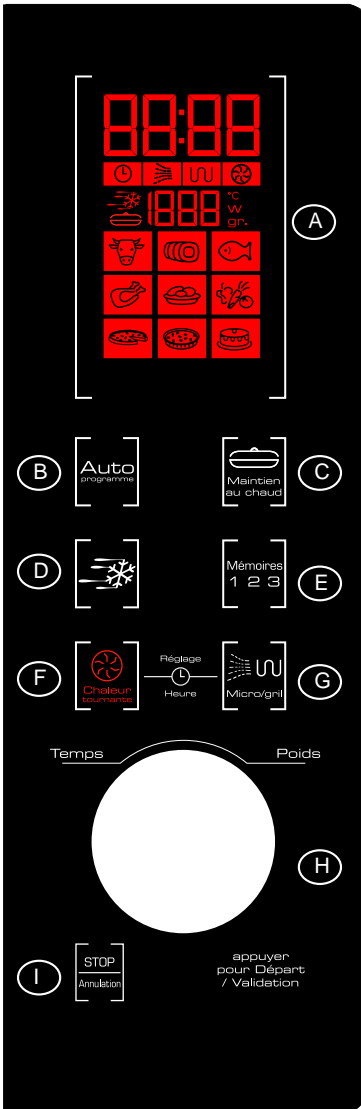 88:88
1888
°C
W
gr.
A
B
Auto
programme
Maintien
au chaud
C
D
Mémoires
1 2 3
E
F
Chaleur
tournante
Réglage
Heure
Micro/gril
G
Temps
Poids
H
I
STOP
Annulation
appuyer
pour Départ
/ Validation